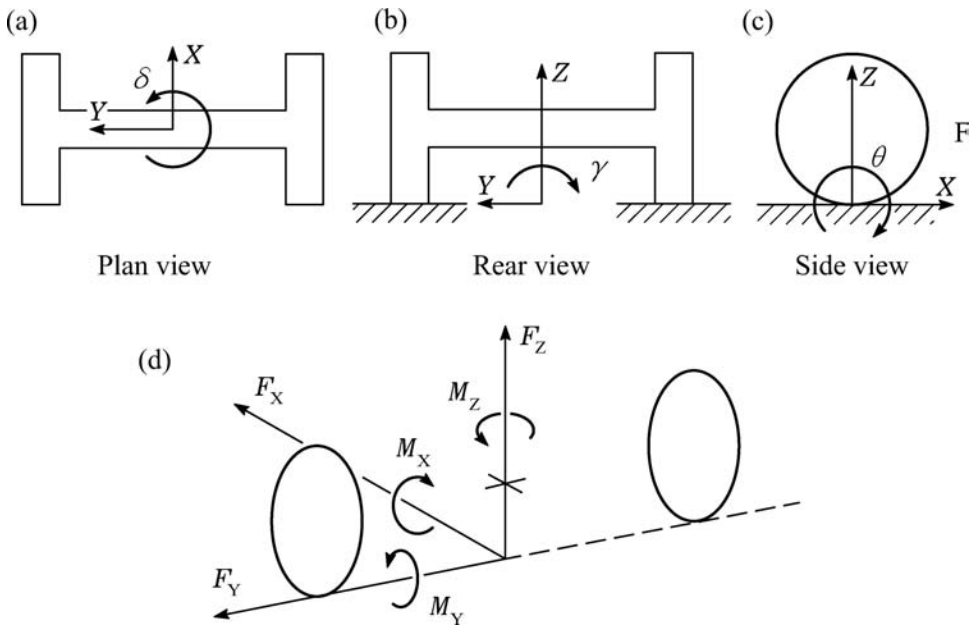 (a)
X
δ
Y
Plan view
(b)
Z
Y
γ
Rear view
(c)
Z
θ
X
F
Side view
(d)
F_Z
F_X
M_Z
M_X
F_Y
M_Y